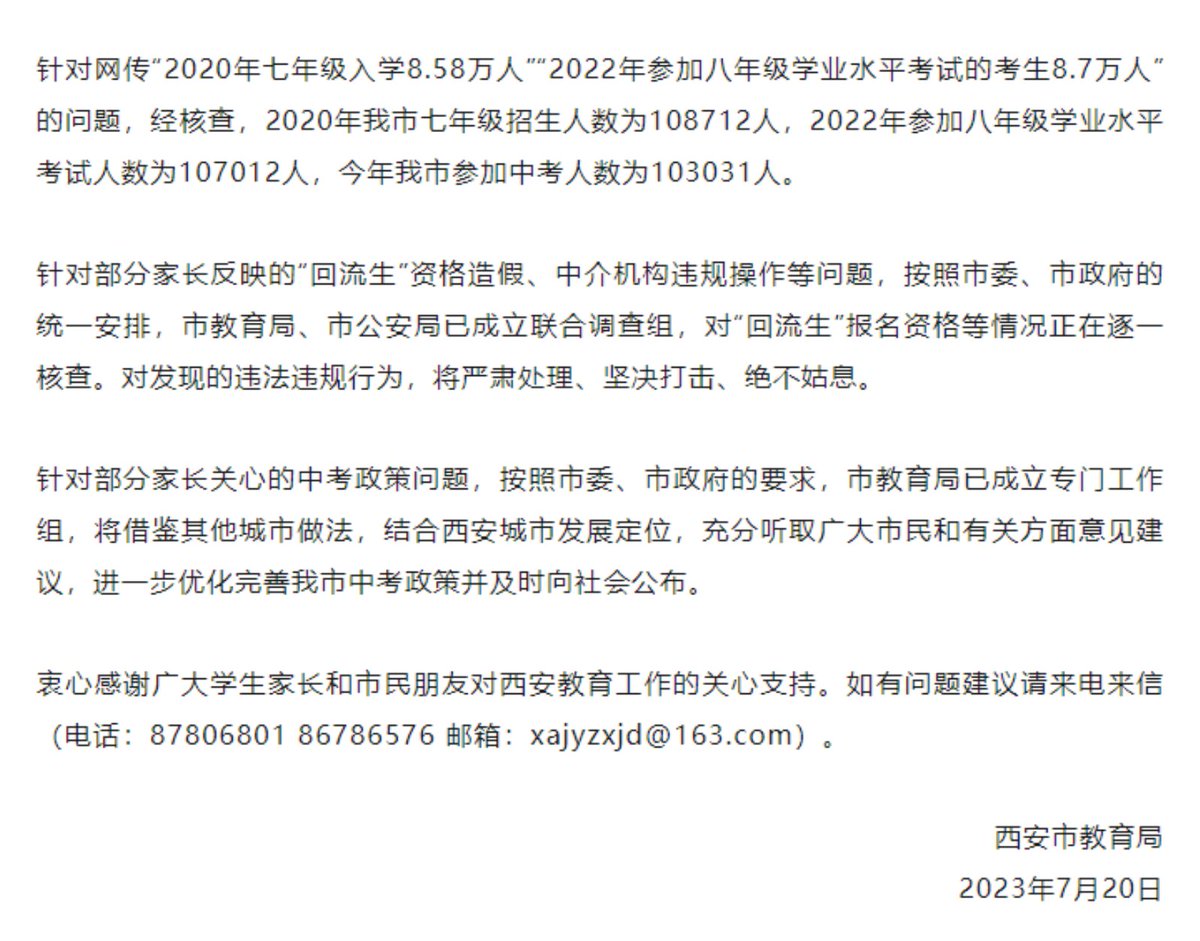 针对网传“2020年七年级入学8.58万人”“2022年参加八年级学业水平考试的考生8.7万人”
的问题，经核查，2020年我市七年级招生人数为108712人，2022年参加八年级学业水平
考试人数为107012人，今年我市参加中考人数为103031人。
针对部分家长反映的“回流生”资格造假、中介机构违规操作等问题，按照市委、市政府的
统一安排，市教育局、市公安局已成立联合调查组，对“回流生”报名资格等情况正在逐一
核查。对发现的违法违规行为，将严肃处理、坚决打击、绝不姑息。
针对部分家长关心的中考政策问题，按照市委、市政府的要求，市教育局已成立专门工作
组，将借鉴其他城市做法，结合西安城市发展定位，充分听取广大市民和有关方面意见建
议，进一步优化完善我市中考政策并及时向社会公布。
衷心感谢广大学生家长和市民朋友对西安教育工作的关心支持。如有问题建议请来电来信
（电话：87806801 86786576 邮箱：xajyzxjd@163.com）。
西安市教育局
2023年7月20日